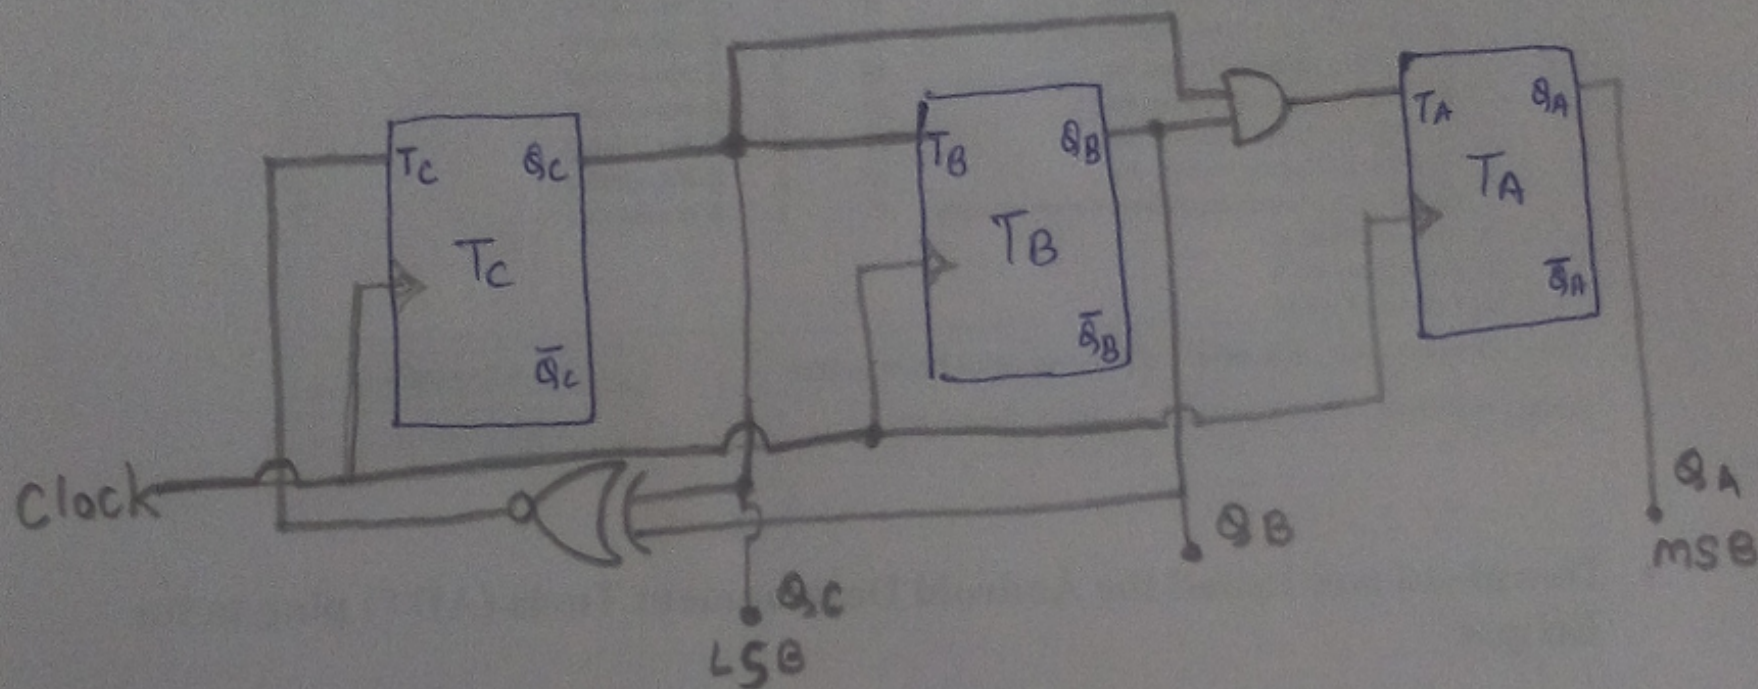 TC QC
TC
Q̄C
TB QB
TB
Q̄B
TA QA
TA
Q̄A
Clock
QC
LSB
QB
QA
MSB